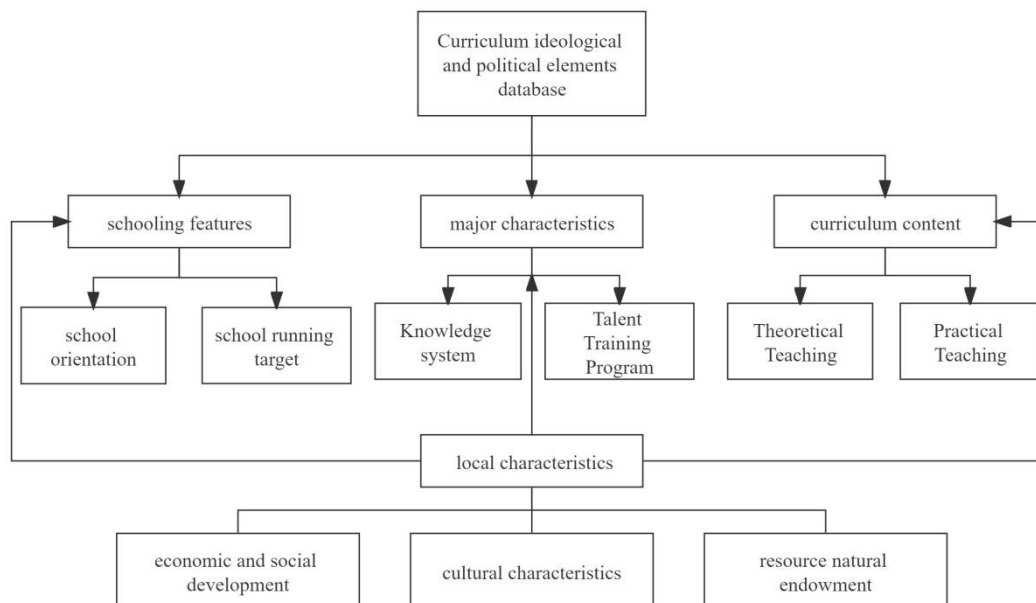 Curriculum ideological
and political elements
database
schooling features
major characteristics
curriculum content
school
orientation
school running
target
Knowledge
system
Talent
Training
Program
Theoretical
Teaching
Practical
Teaching
local characteristics
economic and social
development
cultural characteristics
resource natural
endowment